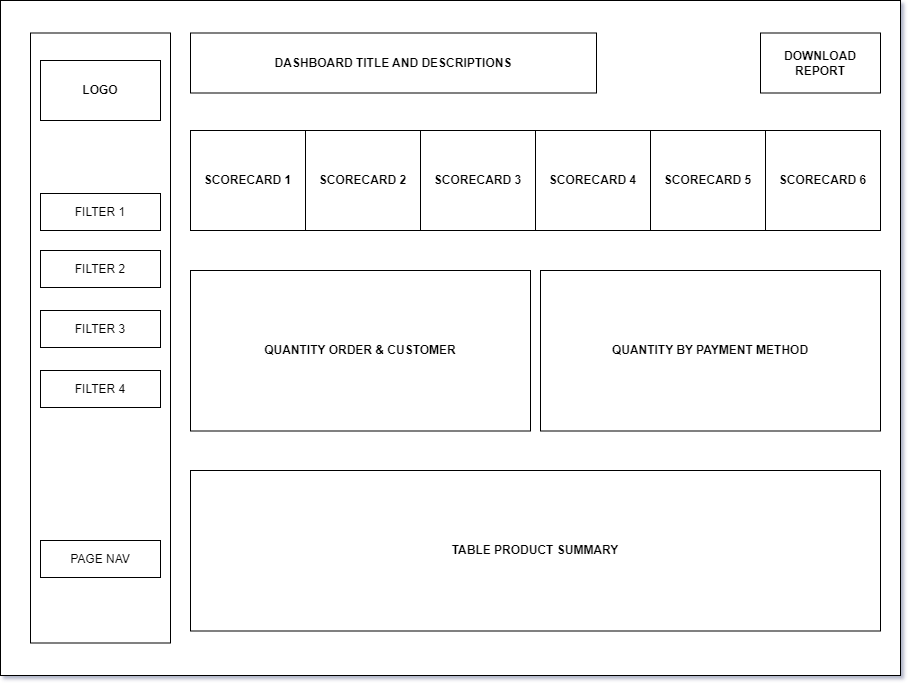 LOGO
FILTER 1
FILTER 2
FILTER 3
FILTER 4
PAGE NAV
DASHBOARD TITLE AND DESCRIPTIONS
DOWNLOAD
REPORT
SCORECARD 1
SCORECARD 2
SCORECARD 3
SCORECARD 4
SCORECARD 5
SCORECARD 6
QUANTITY ORDER & CUSTOMER
QUANTITY BY PAYMENT METHOD
TABLE PRODUCT SUMMARY